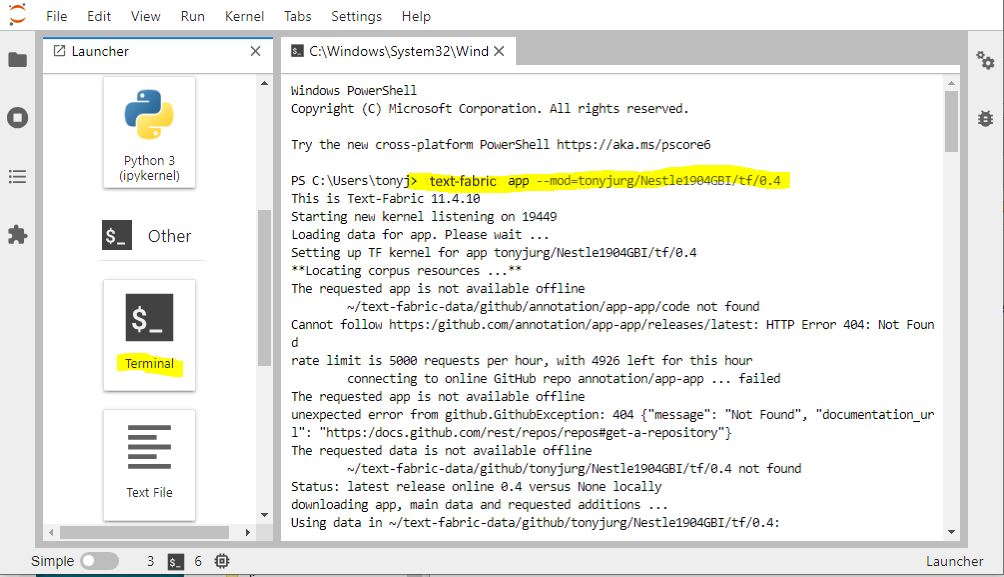 File Edit View Run Kernel Tabs Settings Help
Launcher
C:\Windows\System32\Wind
Python 3
(ipykernel)
$_ Other
$_
Terminal
Text File
Windows PowerShell
Copyright (C) Microsoft Corporation. All rights reserved.
Try the new cross-platform PowerShell https://aka.ms/pscore6
PS C:\Users\tonyj> text-fabric app --mod=tonyjurg/Nestle1904GBI/tf/0.4
This is Text-Fabric 11.4.10
Starting new kernel listening on 19449
Loading data for app. Please wait ...
Setting up TF kernel for app tonyjurg/Nestle1904GBI/tf/0.4
**Locating corpus resources ...**
The requested app is not available offline
~/text-fabric-data/github/annotation/app-app/code not found
Cannot follow https:/github.com/annotation/app-app/releases/latest: HTTP Error 404: Not Foun
d
rate limit is 5000 requests per hour, with 4926 left for this hour
connecting to online GitHub repo annotation/app-app ... failed
The requested app is not available offline
unexpected error from github.GithubException: 404 {"message": "Not Found", "documentation_ur
l": "https:/docs.github.com/rest/repos/repos#get-a-repository"}
The requested data is not available offline
~/text-fabric-data/github/tonyjurg/Nestle1904GBI/tf/0.4 not found
Status: latest release online 0.4 versus None locally
downloading app, main data and requested additions ...
Using data in ~/text-fabric-data/github/tonyjurg/Nestle1904GBI/tf/0.4:
Simple 3 $_ 6 Launcher